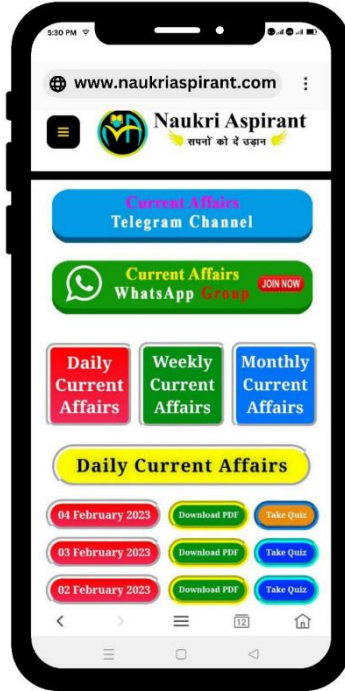 5:30 PM
www.naukriaspirant.com
Naukri Aspirant
सपनों को दें उड़ान
Current Affairs
Telegram Channel
Current Affairs
WhatsApp Group
JOIN NOW
Daily Current Affairs
Weekly Current Affairs
Monthly Current Affairs
Daily Current Affairs
04 February 2023 Download PDF Take Quiz
03 February 2023 Download PDF Take Quiz
02 February 2023 Download PDF Take Quiz
12